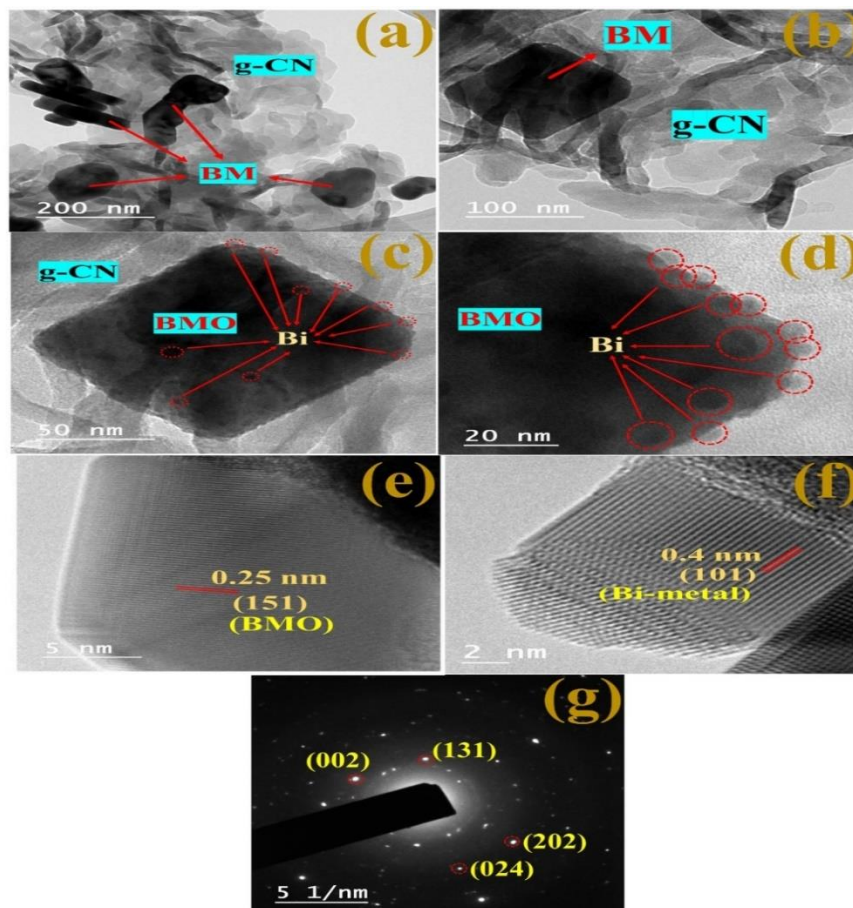 (a)
g-CN
BM
200 nm
(b)
BM
g-CN
100 nm
(c)
g-CN
BMO
Bi
50 nm
(d)
BMO
Bi
20 nm
(e)
0.25 nm
(151)
(BMO)
5 nm
(f)
0.4 nm
(101)
(Bi-metal)
2 nm
(g)
(002)
(131)
(202)
(024)
5 1/nm